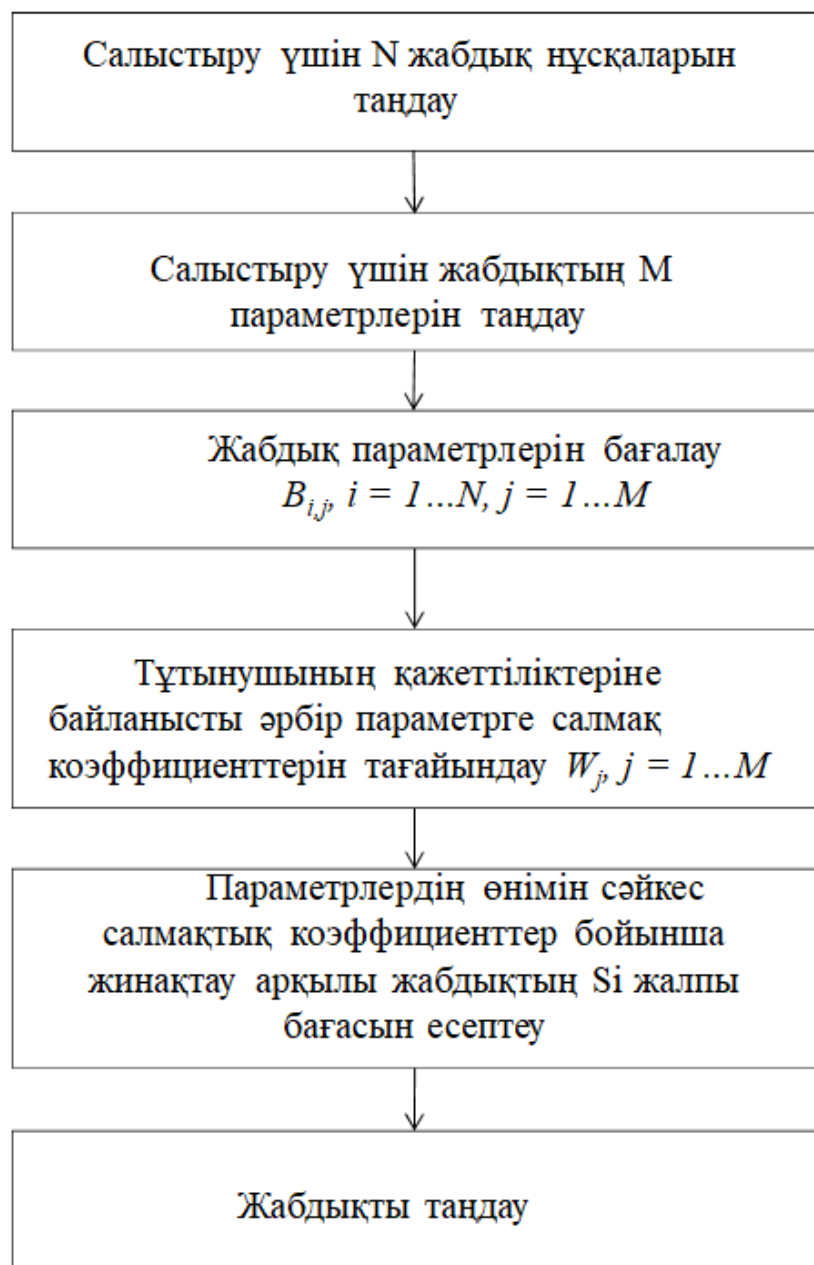 Салыстыру үшін N жабдық нұсқаларын
таңдау
Салыстыру үшін жабдықтың М
параметрлерін таңдау
Жабдық параметрлерін бағалау
B_{i,j}, i = 1...N, j = 1...M
Тұтынушының қажеттіліктеріне
байланысты әрбір параметрге салмақ
коэффициенттерін тағайындау W_j, j = 1...M
Параметрлердің өнімін сәйкес
салмақтық коэффициенттер бойынша
жинақтау арқылы жабдықтың Si жалпы
бағасын есептеу
Жабдықты таңдау